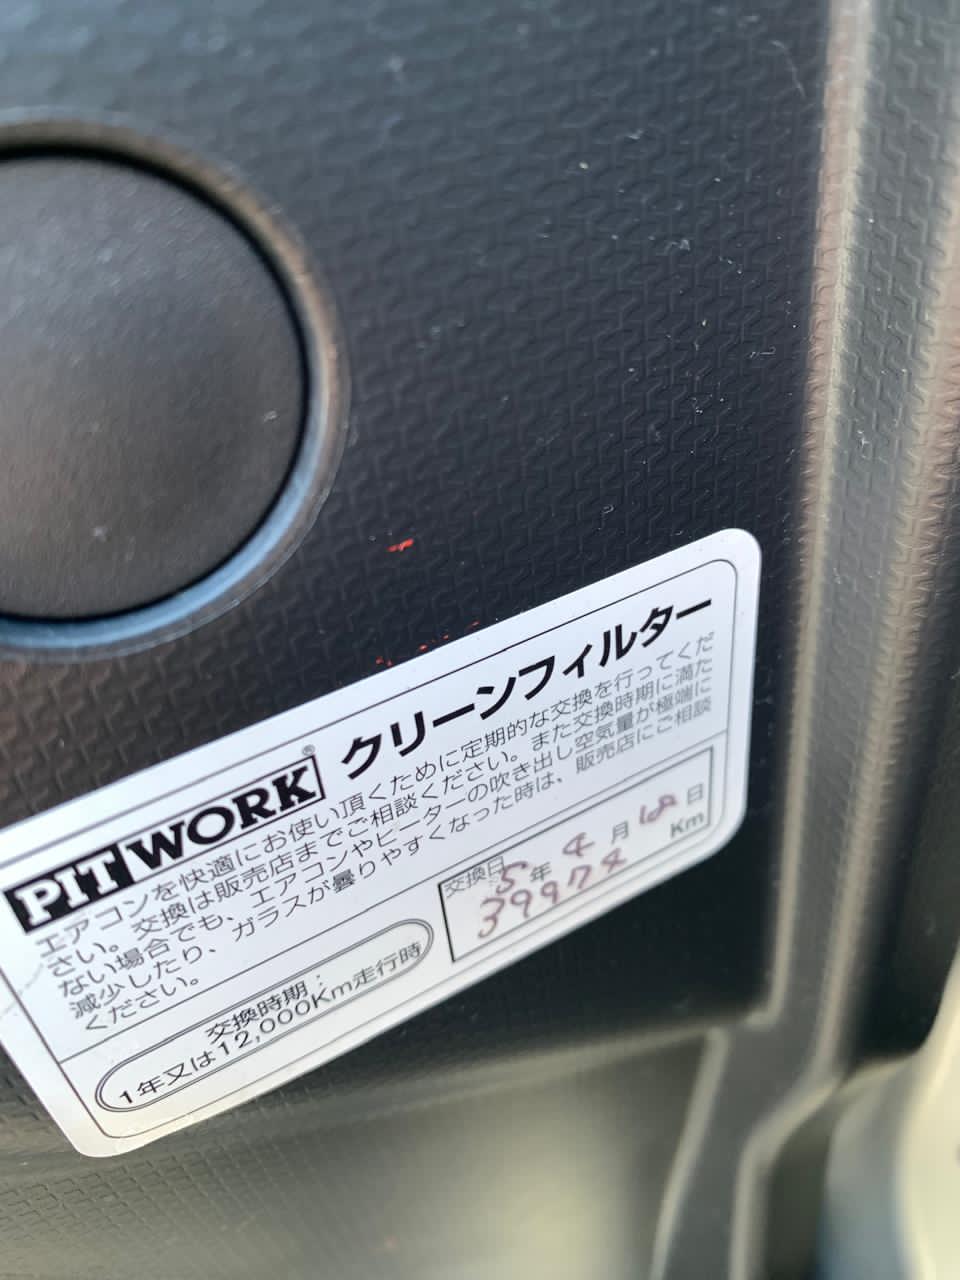 PITWORK® クリーンフィルター
エアコンを快適にお使い頂くために定期的な交換を行ってくだ
さい。交換は販売店までご相談ください。また交換時期に満た
ない場合でも、エアコンやヒーターの吹き出し空気量が極端に
減少したり、ガラスが曇りやすくなった時は、販売店にご相談
ください。
交換時期：
1年又は12,000Km走行時
交換日 5年 4月 18日
39974 Km